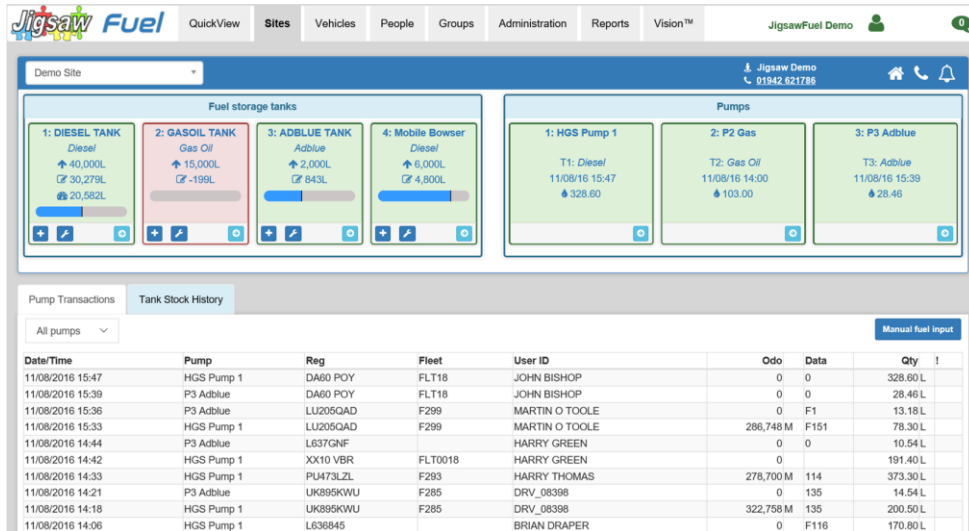 Jigsaw Fuel QuickView Sites Vehicles People Groups Administration Reports Vision™ JigsawFuel Demo 0
Demo Site Jigsaw Demo
01942 621786
Fuel storage tanks
1: DIESEL TANK
Diesel
40,000L
30,279L
20,582L
2: GASOIL TANK
Gas Oil
15,000L
-199L
3: ADBLUE TANK
Adblue
2,000L
843L
4: Mobile Bowser
Diesel
6,000L
4,800L
Pumps
1: HGS Pump 1
T1: Diesel
11/08/16 15:47
328.60
2: P2 Gas
T2: Gas Oil
11/08/16 14:00
103.00
3: P3 Adblue
T3: Adblue
11/08/16 15:39
28.46
Pump Transactions Tank Stock History
All pumps Manual fuel input
Date/Time Pump Reg Fleet User ID Odo Data Qty !
11/08/2016 15:47 HGS Pump 1 DA60 POY FLT18 JOHN BISHOP 0 0 328.60 L
11/08/2016 15:39 P3 Adblue DA60 POY FLT18 JOHN BISHOP 0 0 28.46 L
11/08/2016 15:36 P3 Adblue LU205QAD F299 MARTIN O TOOLE 0 F1 13.18 L
11/08/2016 15:33 HGS Pump 1 LU205QAD F299 MARTIN O TOOLE 286,748 M F151 78.30 L
11/08/2016 14:44 P3 Adblue L637GNF HARRY GREEN 0 0 10.54 L
11/08/2016 14:42 HGS Pump 1 XX10 VBR FLT0018 HARRY GREEN 0 191.40 L
11/08/2016 14:33 HGS Pump 1 PU473LZL F293 HARRY THOMAS 278,700 M 114 373.30 L
11/08/2016 14:21 P3 Adblue UK895KWU F285 DRV_08398 0 135 14.54 L
11/08/2016 14:18 HGS Pump 1 UK895KWU F285 DRV_08398 322,758 M 135 200.50 L
11/08/2016 14:06 HGS Pump 1 L636845 BRIAN DRAPER 0 F116 170.80 L